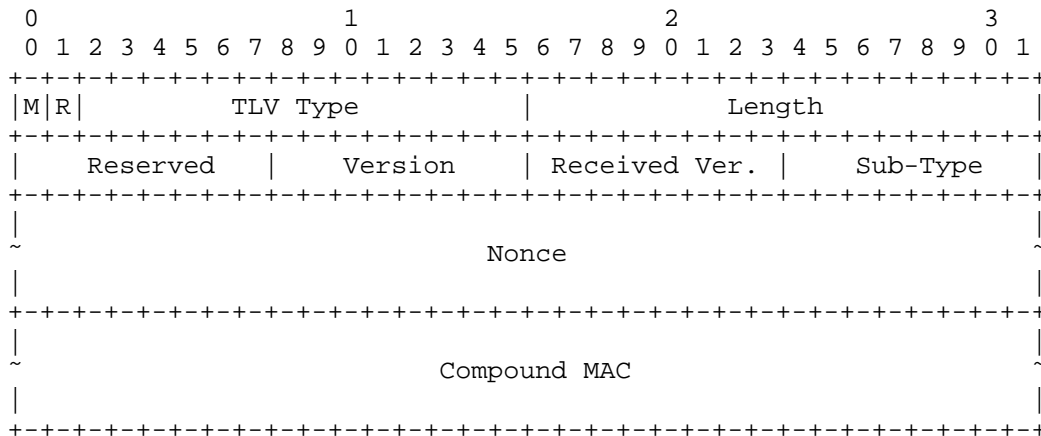 0                   1                   2                   3
 0 1 2 3 4 5 6 7 8 9 0 1 2 3 4 5 6 7 8 9 0 1 2 3 4 5 6 7 8 9 0 1
+-+-+-+-+-+-+-+-+-+-+-+-+-+-+-+-+-+-+-+-+-+-+-+-+-+-+-+-+-+-+-+-+
|M|R|         TLV Type          |            Length             |
+-+-+-+-+-+-+-+-+-+-+-+-+-+-+-+-+-+-+-+-+-+-+-+-+-+-+-+-+-+-+-+-+
|    Reserved   |    Version    | Received Ver. |    Sub-Type   |
+-+-+-+-+-+-+-+-+-+-+-+-+-+-+-+-+-+-+-+-+-+-+-+-+-+-+-+-+-+-+-+-+
|                                                               |
~                             Nonce                             ~
|                                                               |
+-+-+-+-+-+-+-+-+-+-+-+-+-+-+-+-+-+-+-+-+-+-+-+-+-+-+-+-+-+-+-+-+
|                                                               |
~                          Compound MAC                         ~
|                                                               |
+-+-+-+-+-+-+-+-+-+-+-+-+-+-+-+-+-+-+-+-+-+-+-+-+-+-+-+-+-+-+-+-+